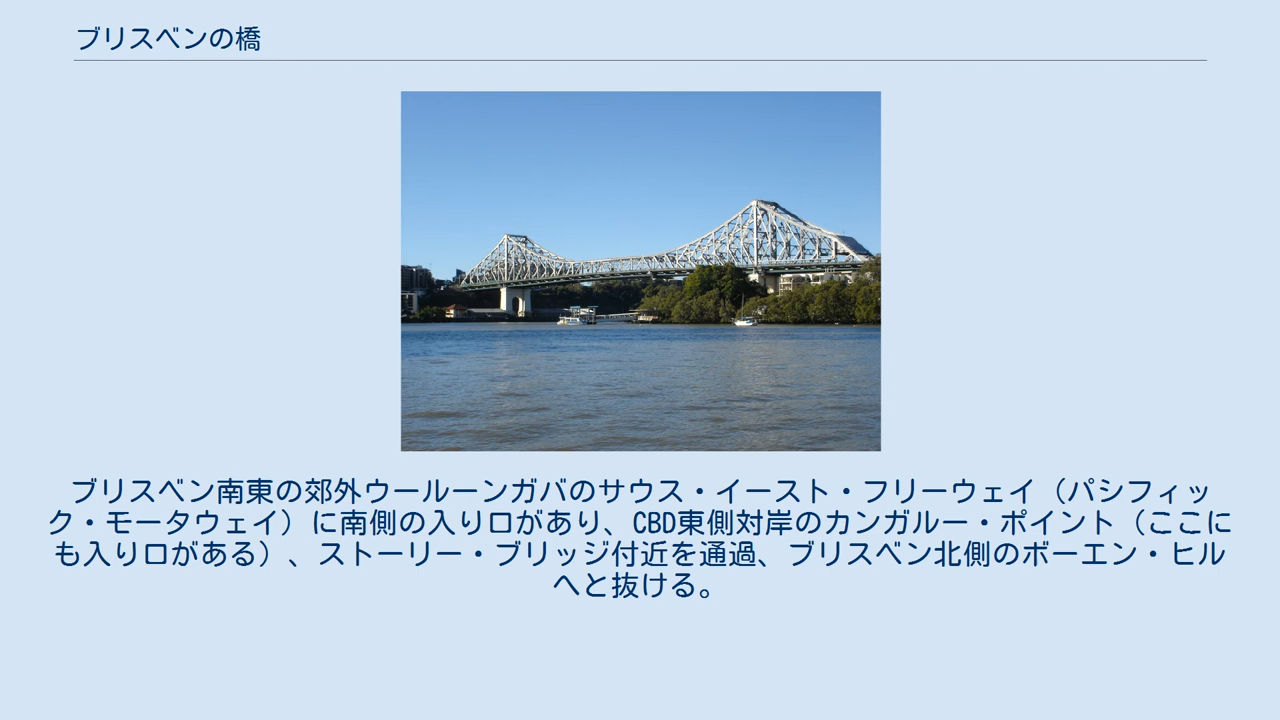 ブリスベンの橋
ブリスベン南東の郊外ウールーンガバのサウス・イースト・フリーウェイ（パシフィッ
ク・モータウェイ）に南側の入り口があり、CBD東側対岸のカンガルー・ポイント（ここに
も入り口がある）、ストーリー・ブリッジ付近を通過、ブリスベン北側のボーエン・ヒル
へと抜ける。